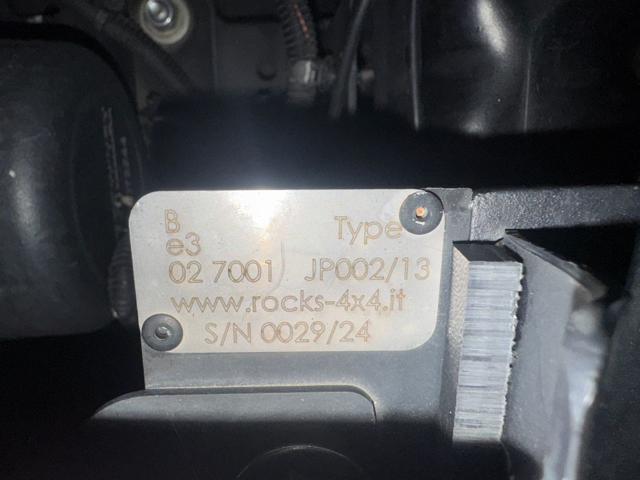 B
e3 Type
02 7001 JP002/13
www.rocks-4x4.it
S/N 0029/24